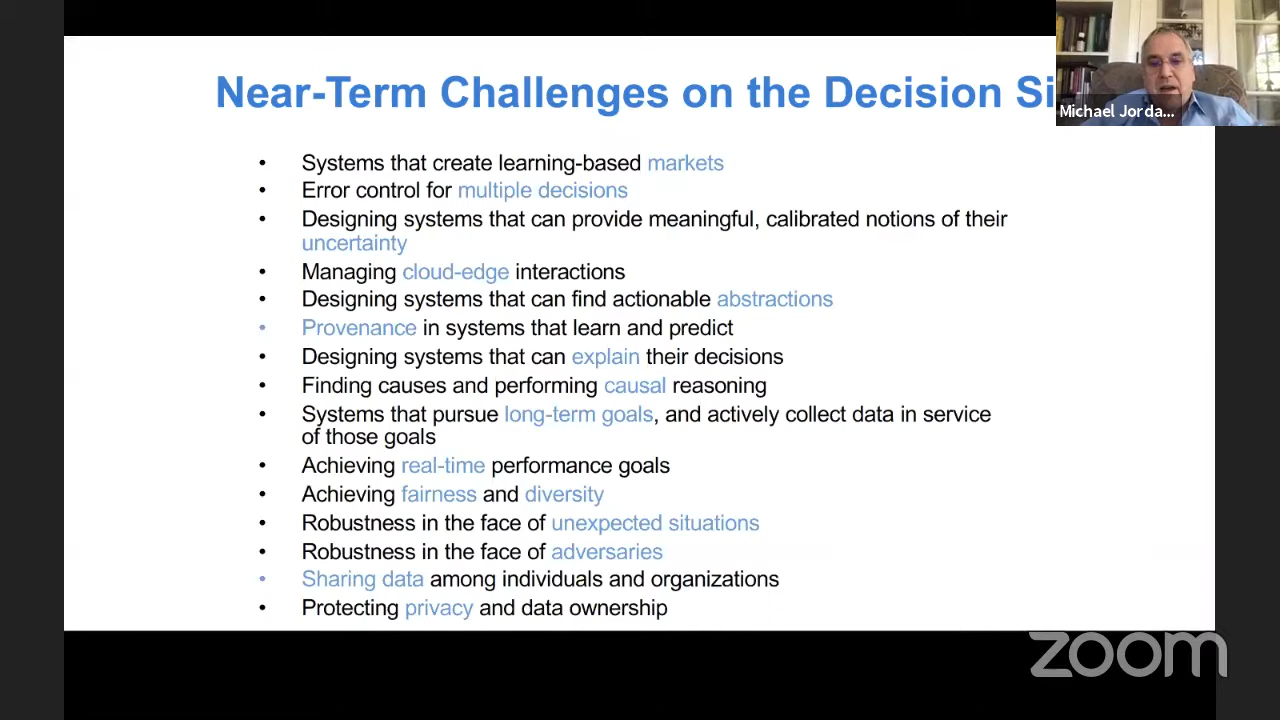 Near-Term Challenges on the Decision Si
Michael Jorda...
• Systems that create learning-based markets
• Error control for multiple decisions
• Designing systems that can provide meaningful, calibrated notions of their
uncertainty
• Managing cloud-edge interactions
• Designing systems that can find actionable abstractions
• Provenance in systems that learn and predict
• Designing systems that can explain their decisions
• Finding causes and performing causal reasoning
• Systems that pursue long-term goals, and actively collect data in service
of those goals
• Achieving real-time performance goals
• Achieving fairness and diversity
• Robustness in the face of unexpected situations
• Robustness in the face of adversaries
• Sharing data among individuals and organizations
• Protecting privacy and data ownership
zoom